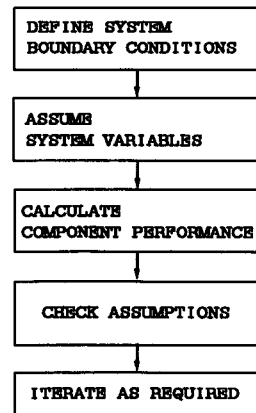 DEFINE SYSTEM
BOUNDARY CONDITIONS
ASSUME
SYSTEM VARIABLES
CALCULATE
COMPONENT PERFORMANCE
CHECK ASSUMPTIONS
ITERATE AS REQUIRED